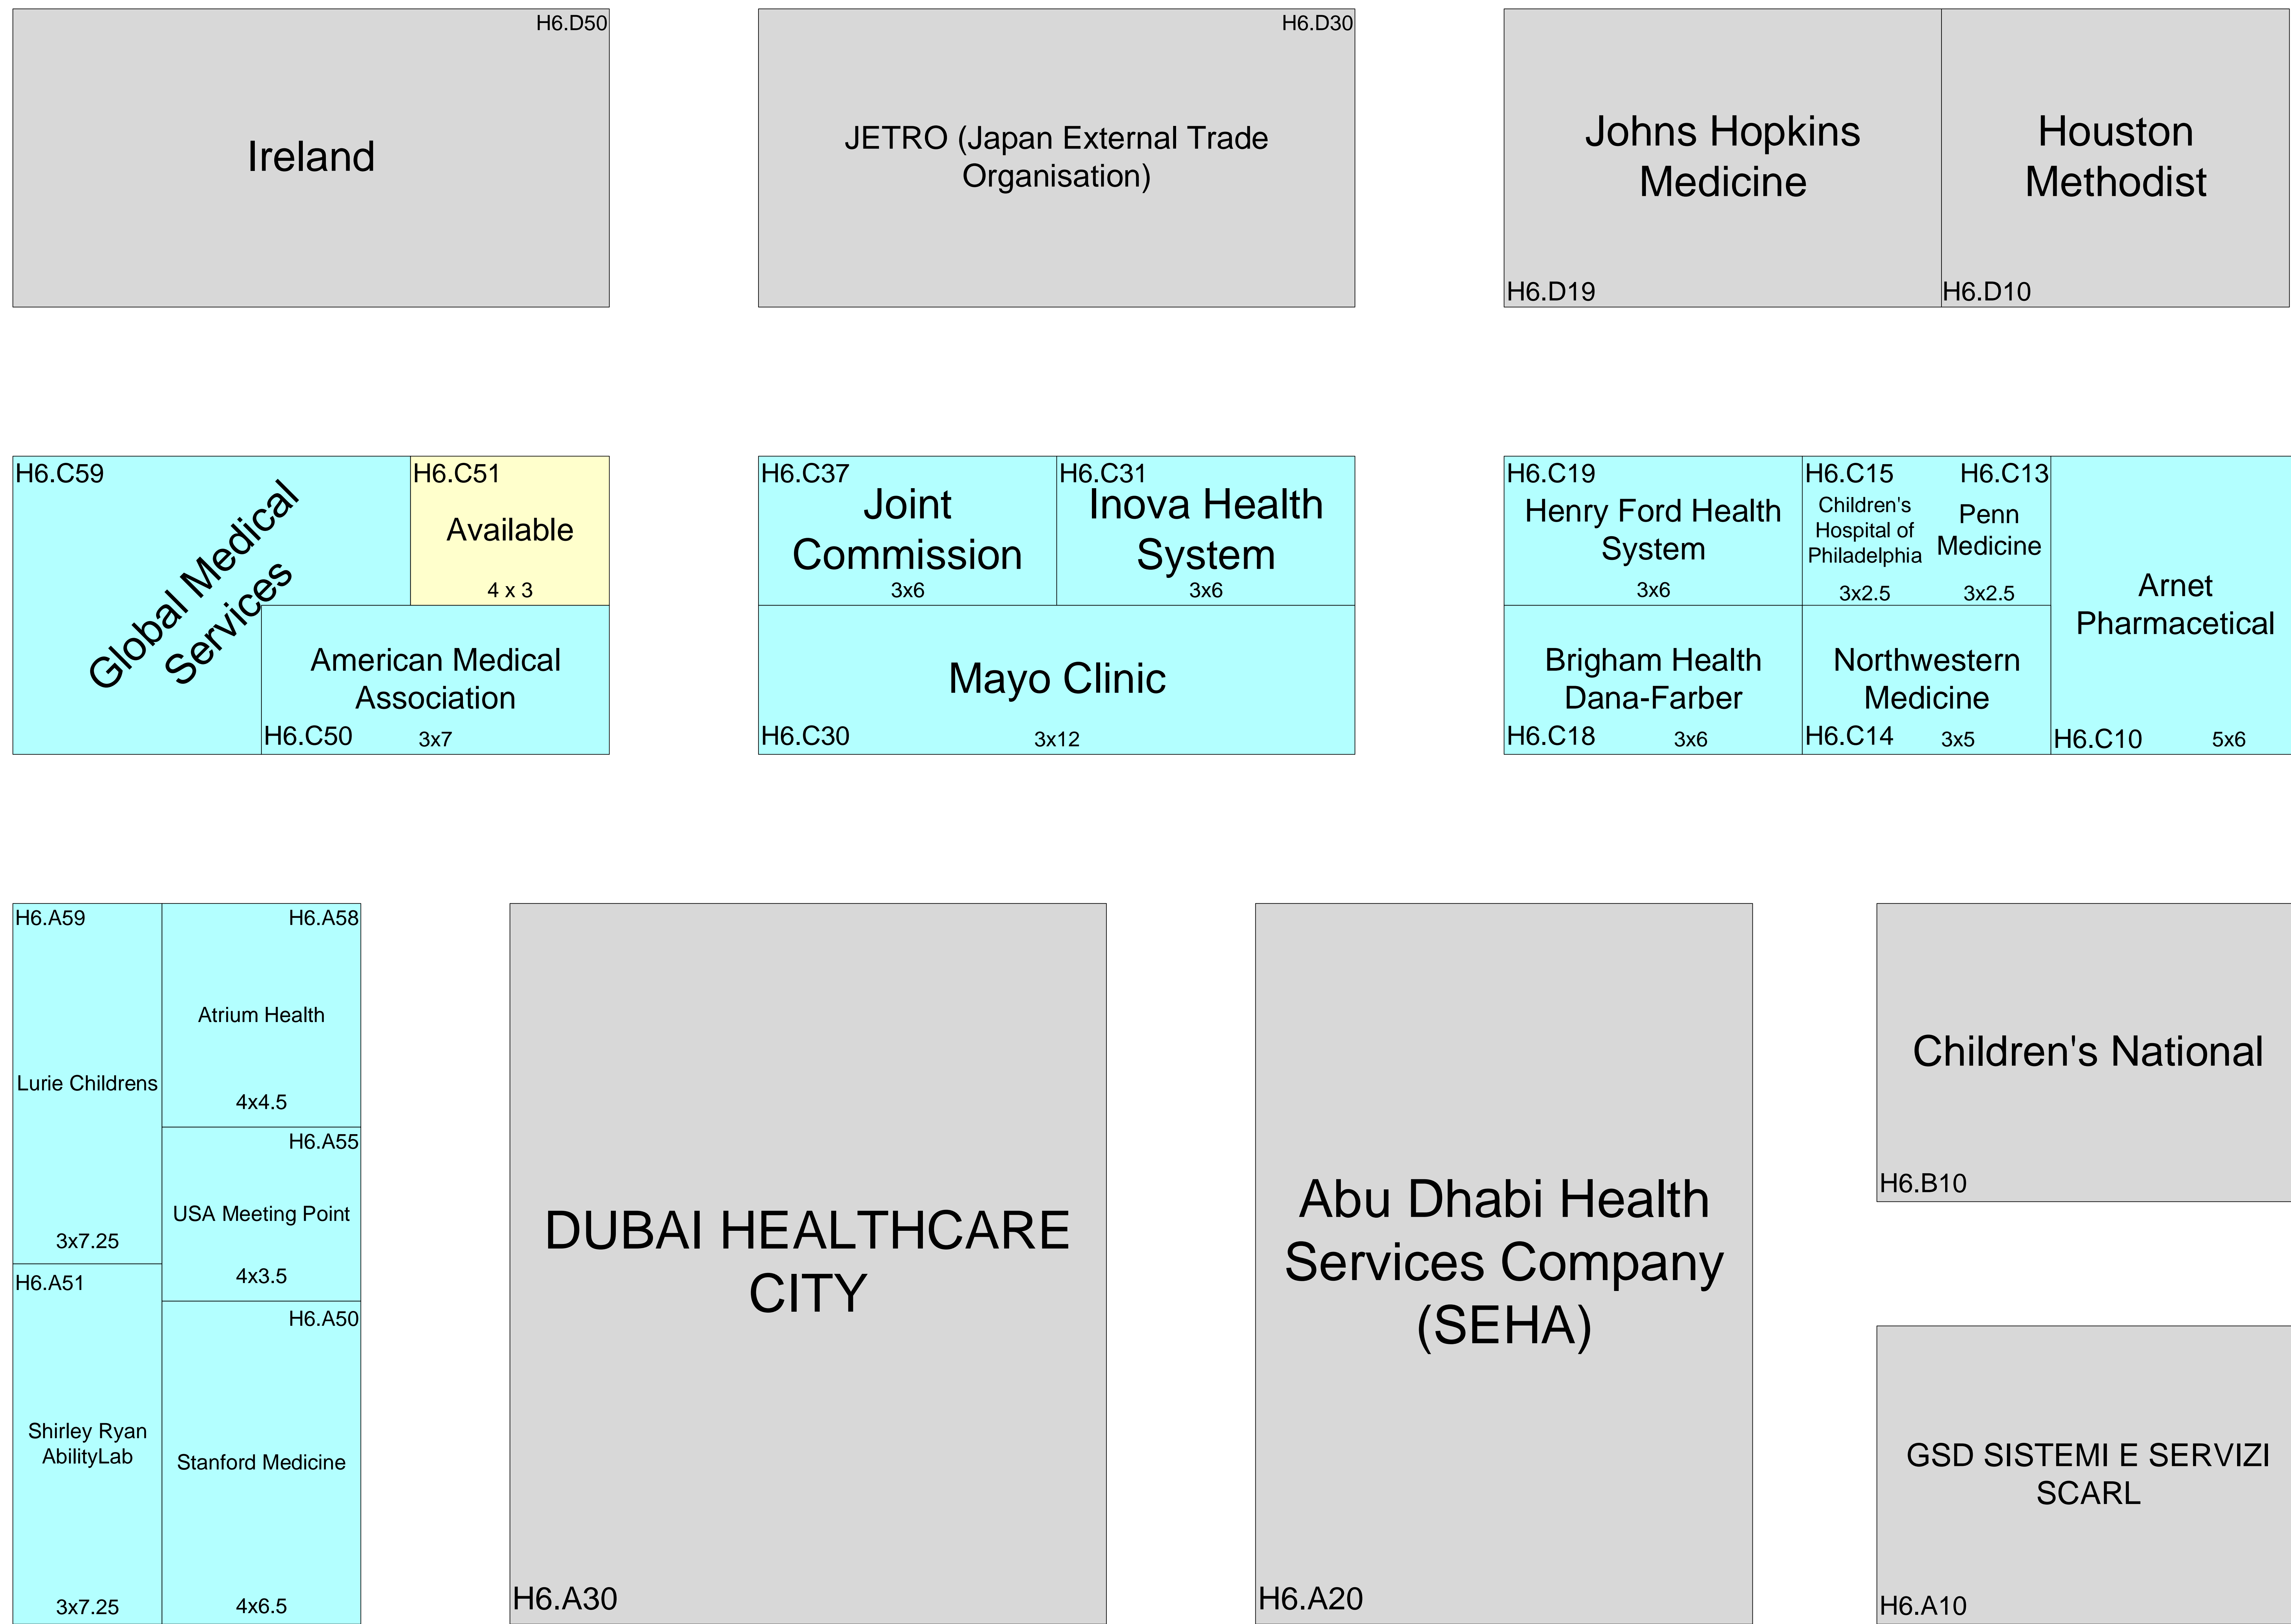 H6.D50
Ireland
H6.D30
JETRO (Japan External Trade
Organisation)
Johns Hopkins
Medicine
H6.D19
Houston
Methodist
H6.D10
H6.C59
Global Medical
Services
H6.C51
Available
4 x 3
American Medical
Association
H6.C50
3x7
H6.C37
Joint
Commission
3x6
H6.C31
Inova Health
System
3x6
Mayo Clinic
H6.C30
3x12
H6.C19
Henry Ford Health
System
3x6
H6.C15
Children's
Hospital of
Philadelphia
3x2.5
H6.C13
Penn
Medicine
3x2.5
Brigham Health
Dana-Farber
H6.C18
3x6
Northwestern
Medicine
H6.C14
3x5
Arnet
Pharmacetical
H6.C10
5x6
H6.A59
Lurie Childrens
3x7.25
H6.A58
Atrium Health
4x4.5
H6.A55
USA Meeting Point
4x3.5
H6.A51
Shirley Ryan
AbilityLab
3x7.25
H6.A50
Stanford Medicine
4x6.5
DUBAI HEALTHCARE
CITY
H6.A30
Abu Dhabi Health
Services Company
(SEHA)
H6.A20
Children's National
H6.B10
GSD SISTEMI E SERVIZI
SCARL
H6.A10